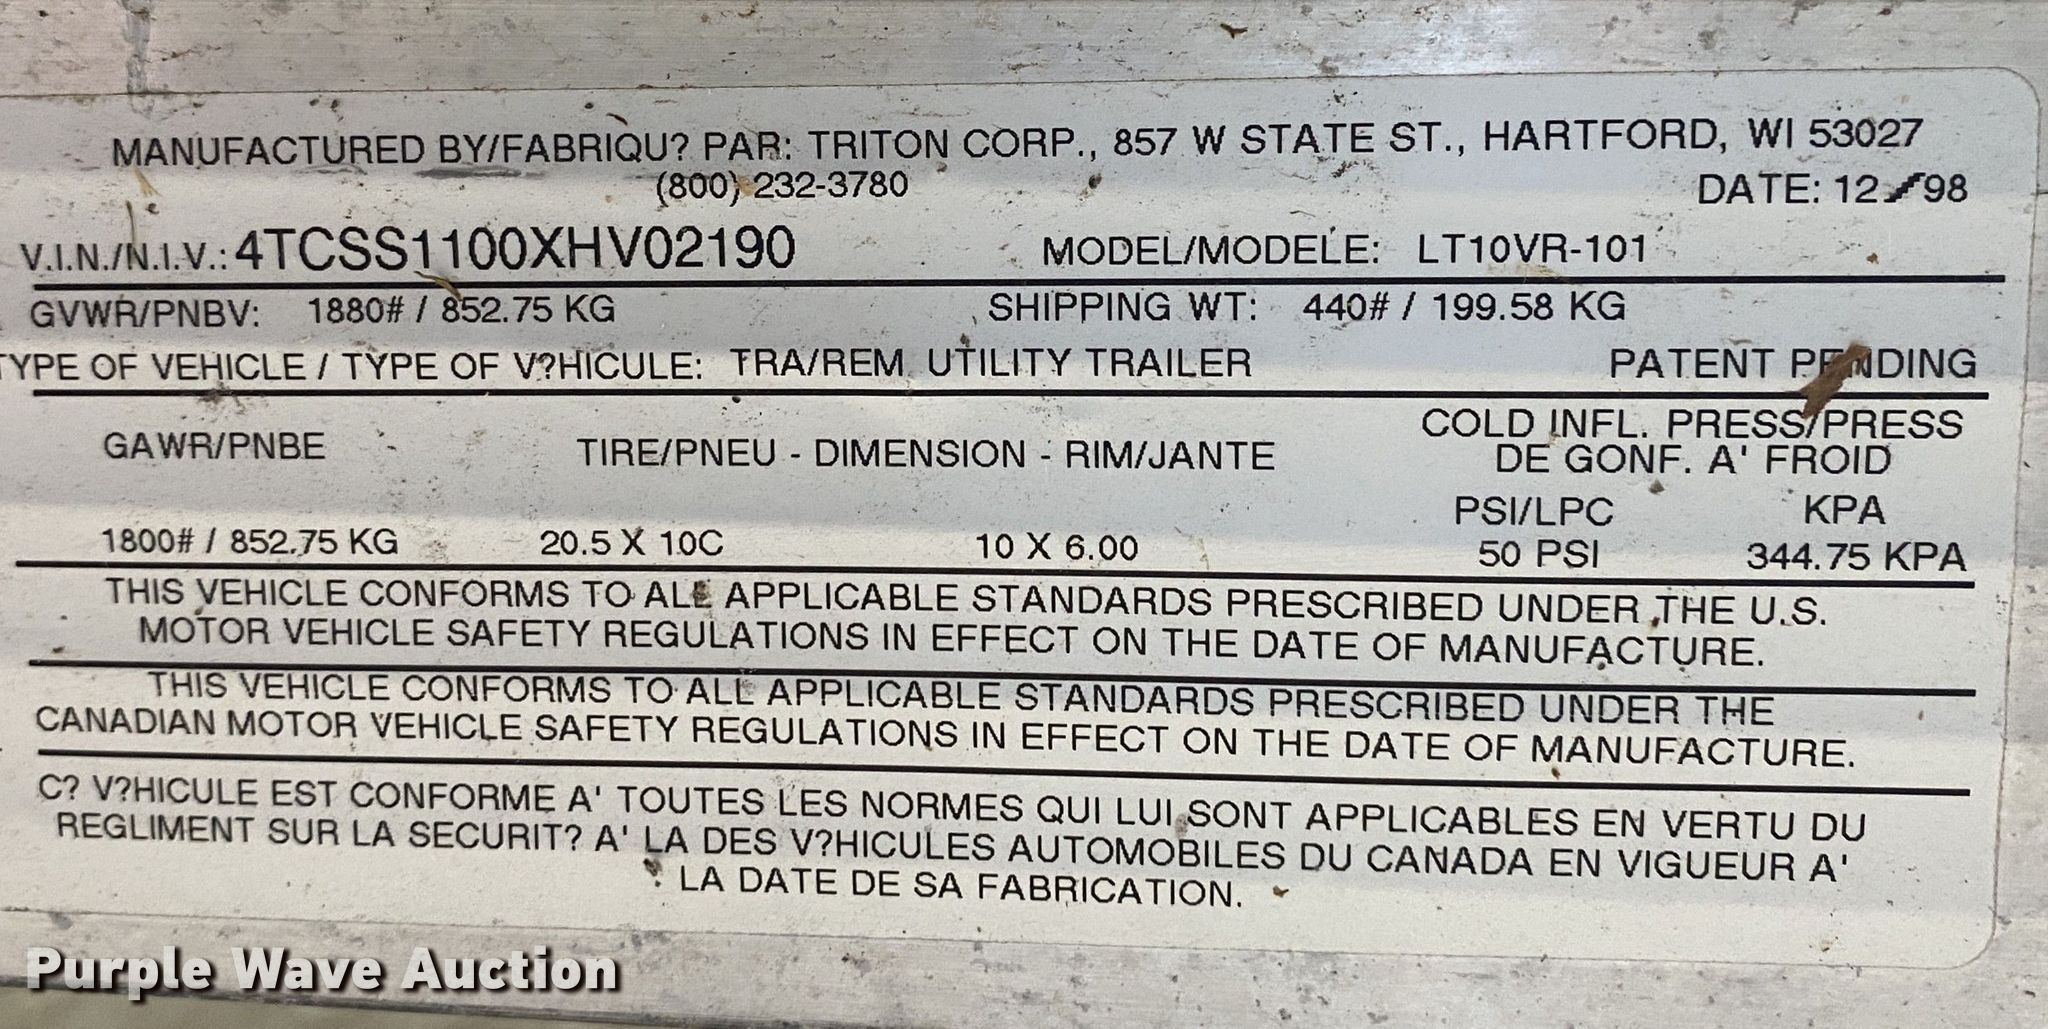 MANUFACTURED BY/FABRIQU? PAR: TRITON CORP., 857 W STATE ST., HARTFORD, WI 53027
(800) 232-3780 DATE: 12/98
V.I.N./N.I.V.: 4TCSS1100XHV02190 MODEL/MODELE: LT10VR-101
GVWR/PNBV: 1880# / 852.75 KG SHIPPING WT: 440# / 199.58 KG
TYPE OF VEHICLE / TYPE OF V?HICULE: TRA/REM UTILITY TRAILER PATENT PENDING
GAWR/PNBE TIRE/PNEU - DIMENSION - RIM/JANTE COLD INFL. PRESS/PRESS
DE GONF. A' FROID
PSI/LPC KPA
1800# / 852.75 KG 20.5 X 10C 10 X 6.00 50 PSI 344.75 KPA
THIS VEHICLE CONFORMS TO ALL APPLICABLE STANDARDS PRESCRIBED UNDER THE U.S.
MOTOR VEHICLE SAFETY REGULATIONS IN EFFECT ON THE DATE OF MANUFACTURE.
THIS VEHICLE CONFORMS TO ALL APPLICABLE STANDARDS PRESCRIBED UNDER THE
CANADIAN MOTOR VEHICLE SAFETY REGULATIONS IN EFFECT ON THE DATE OF MANUFACTURE.
C? V?HICULE EST CONFORME A' TOUTES LES NORMES QUI LUI SONT APPLICABLES EN VERTU DU
REGLIMENT SUR LA SECURIT? A' LA DES V?HICULES AUTOMOBILES DU CANADA EN VIGUEUR A'
LA DATE DE SA FABRICATION.
Purple Wave Auction